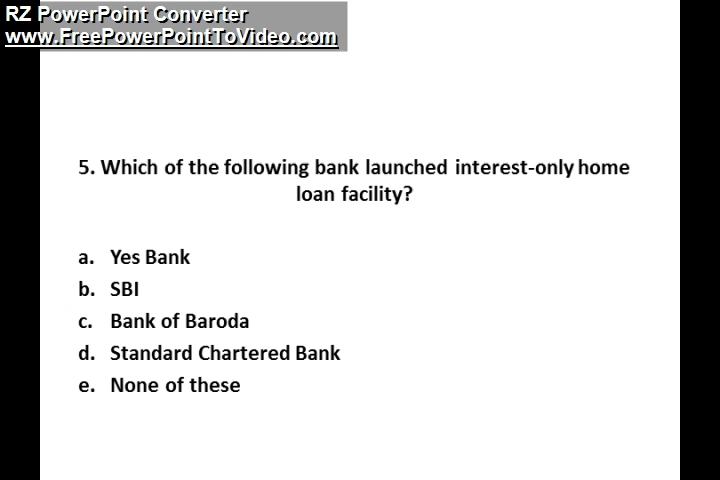 RZ PowerPoint Converter
www.FreePowerPointToVideo.com
5. Which of the following bank launched interest-only home
loan facility?
a. Yes Bank
b. SBI
c. Bank of Baroda
d. Standard Chartered Bank
e. None of these